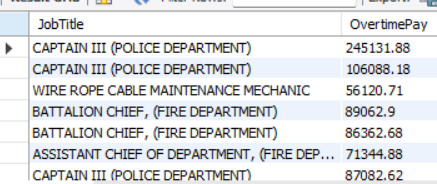 JobTitle OvertimePay
CAPTAIN III (POLICE DEPARTMENT) 245131.88
CAPTAIN III (POLICE DEPARTMENT) 106088.18
WIRE ROPE CABLE MAINTENANCE MECHANIC 56120.71
BATTALION CHIEF, (FIRE DEPARTMENT) 89062.9
BATTALION CHIEF, (FIRE DEPARTMENT) 86362.68
ASSISTANT CHIEF OF DEPARTMENT, (FIRE DEP... 71344.88
CAPTAIN III (POLICE DEPARTMENT) 87082.62